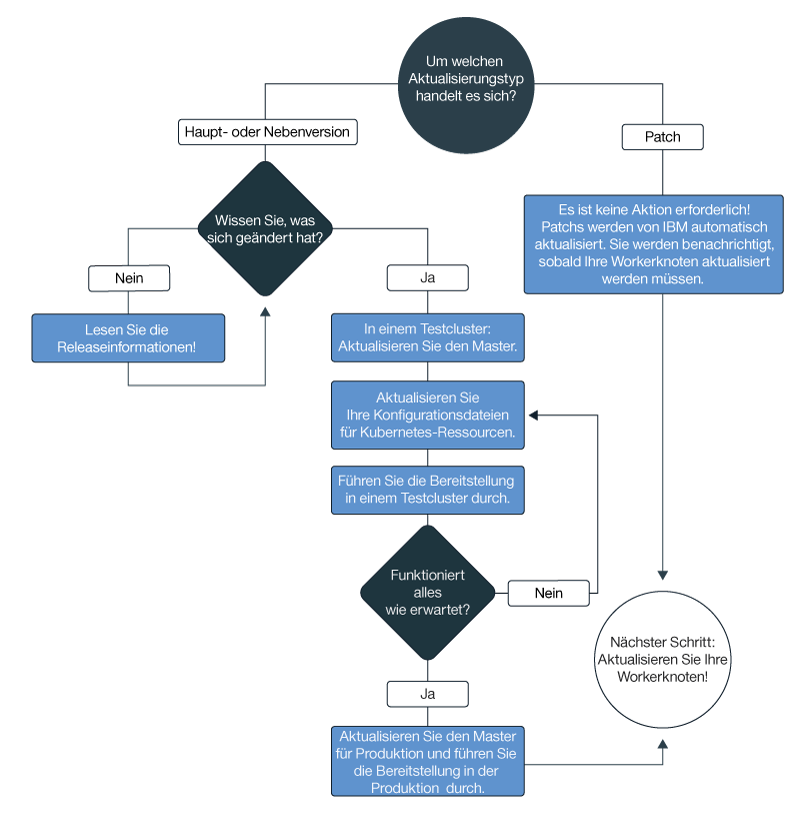 Um welchen
Aktualisierungstyp
handelt es sich?
Haupt- oder Nebenversion
Patch
Wissen Sie, was
sich geändert hat?
Es ist keine Aktion erforderlich!
Patchs werden von IBM automatisch
aktualisiert. Sie werden benachrichtigt,
sobald Ihre Workerknoten aktualisiert
werden müssen.
Nein
Ja
Lesen Sie die
Releaseinformationen!
In einem Testcluster:
Aktualisieren Sie den Master.
Aktualisieren Sie
Ihre Konfigurationsdateien
für Kubernetes-Ressourcen.
Führen Sie die Bereitstellung
in einem Testcluster durch.
Funktioniert
alles
wie erwartet?
Nein
Ja
Aktualisieren Sie den Master
für Produktion und führen Sie
die Bereitstellung in der
Produktion durch.
Nächster Schritt:
Aktualisieren Sie Ihre
Workerknoten!